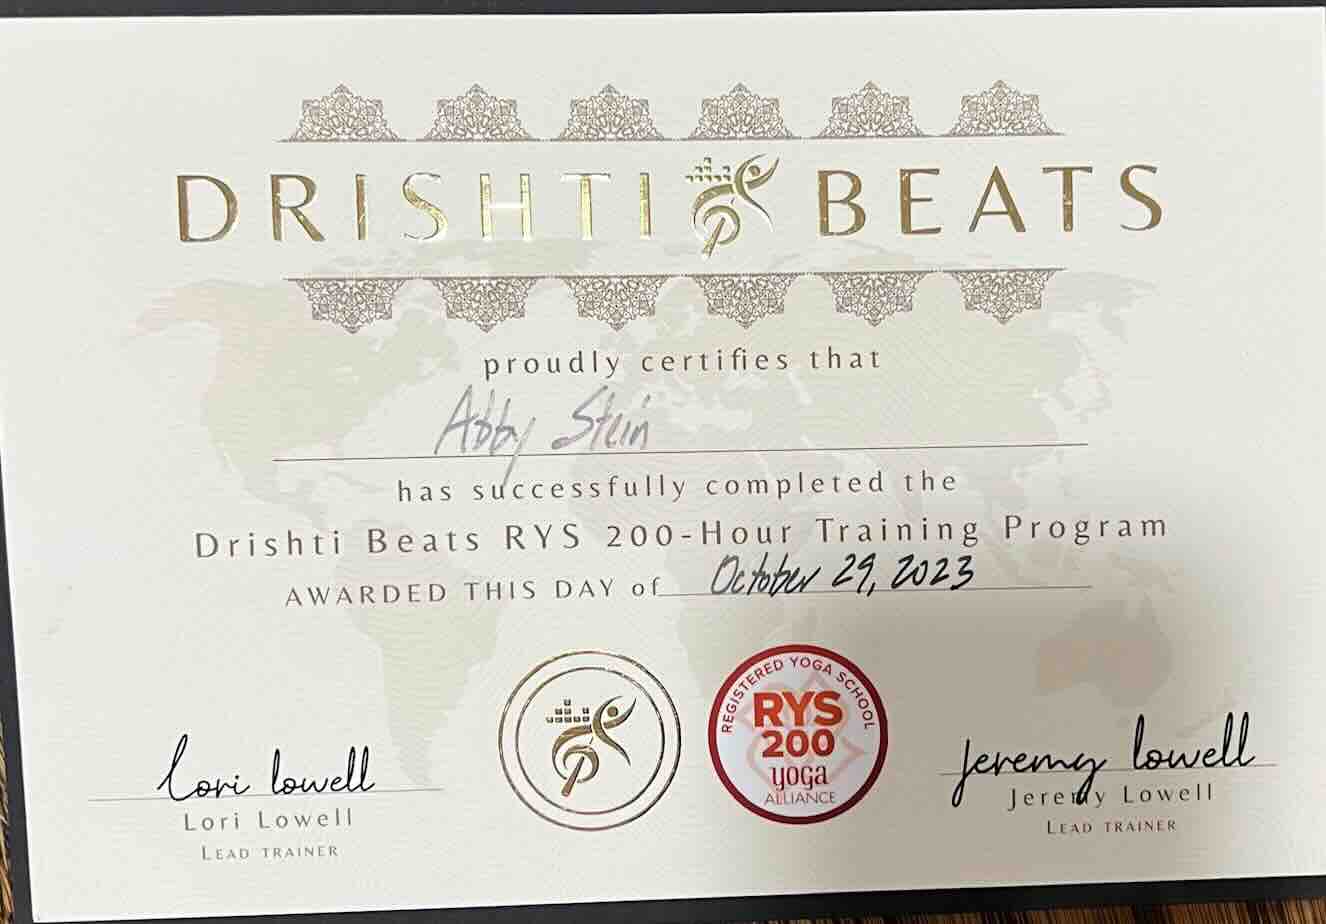 DRISHTI BEATS
proudly certifies that
Abby Stein
has successfully completed the
Drishti Beats RYS 200-Hour Training Program
AWARDED THIS DAY of October 29, 2023
REGISTERED YOGA SCHOOL
RYS
200
yoga
ALLIANCE
Lori Lowell
Lori Lowell
LEAD TRAINER
Jeremy Lowell
Jeremy Lowell
LEAD TRAINER